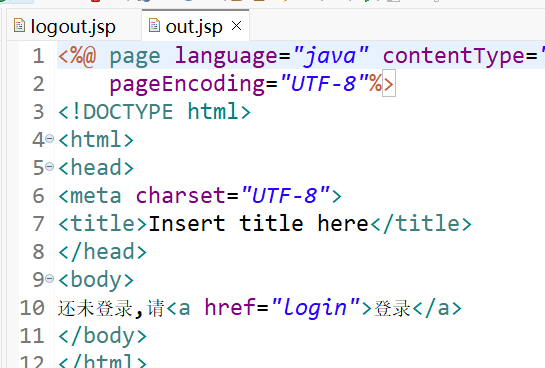 logout.jsp out.jsp
1 <%@ page language="java" contentType="
2 pageEncoding="UTF-8"%>
3 <!DOCTYPE html>
4 <html>
5 <head>
6 <meta charset="UTF-8">
7 <title>Insert title here</title>
8 </head>
9 <body>
10 还未登录,请<a href="login">登录</a>
11 </body>
12 </html>